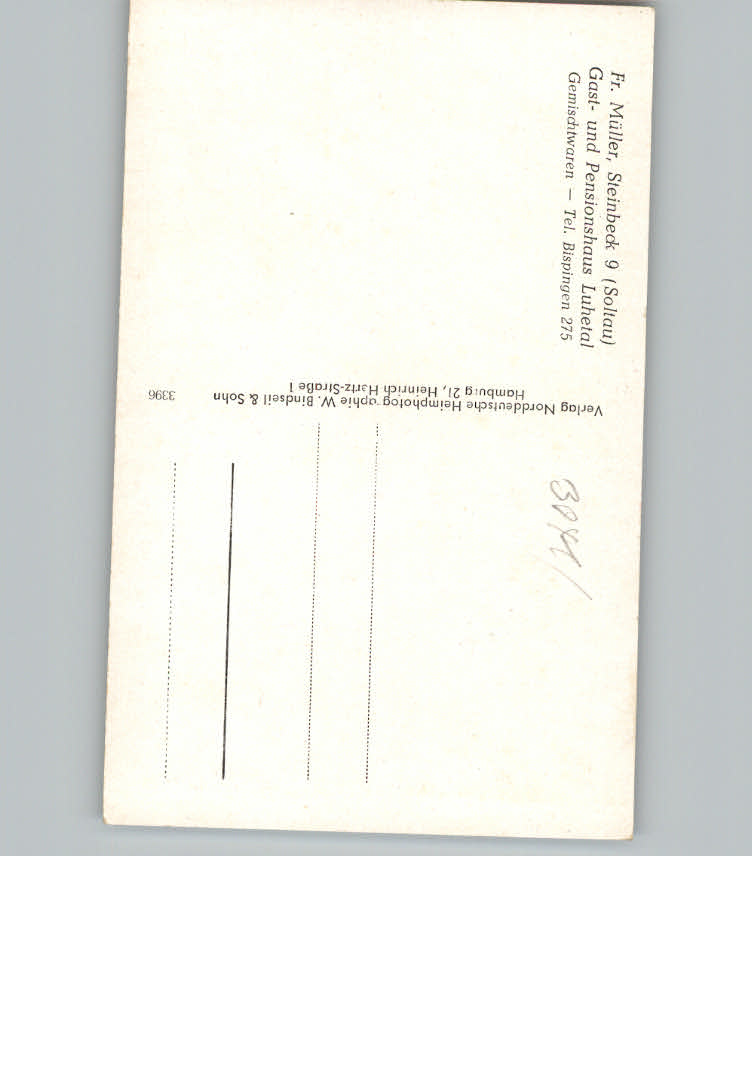 Fr. Müller, Steinbeck 9 (Soltau)
Gast- und Pensionshaus Luhetal
Gemischtwaren — Tel. Bispingen 275
Verlag Norddeutsche Heimphotographie W. Bindseil & Sohn
Hamburg 21, Heinrich Hertz-Straße 1
3396